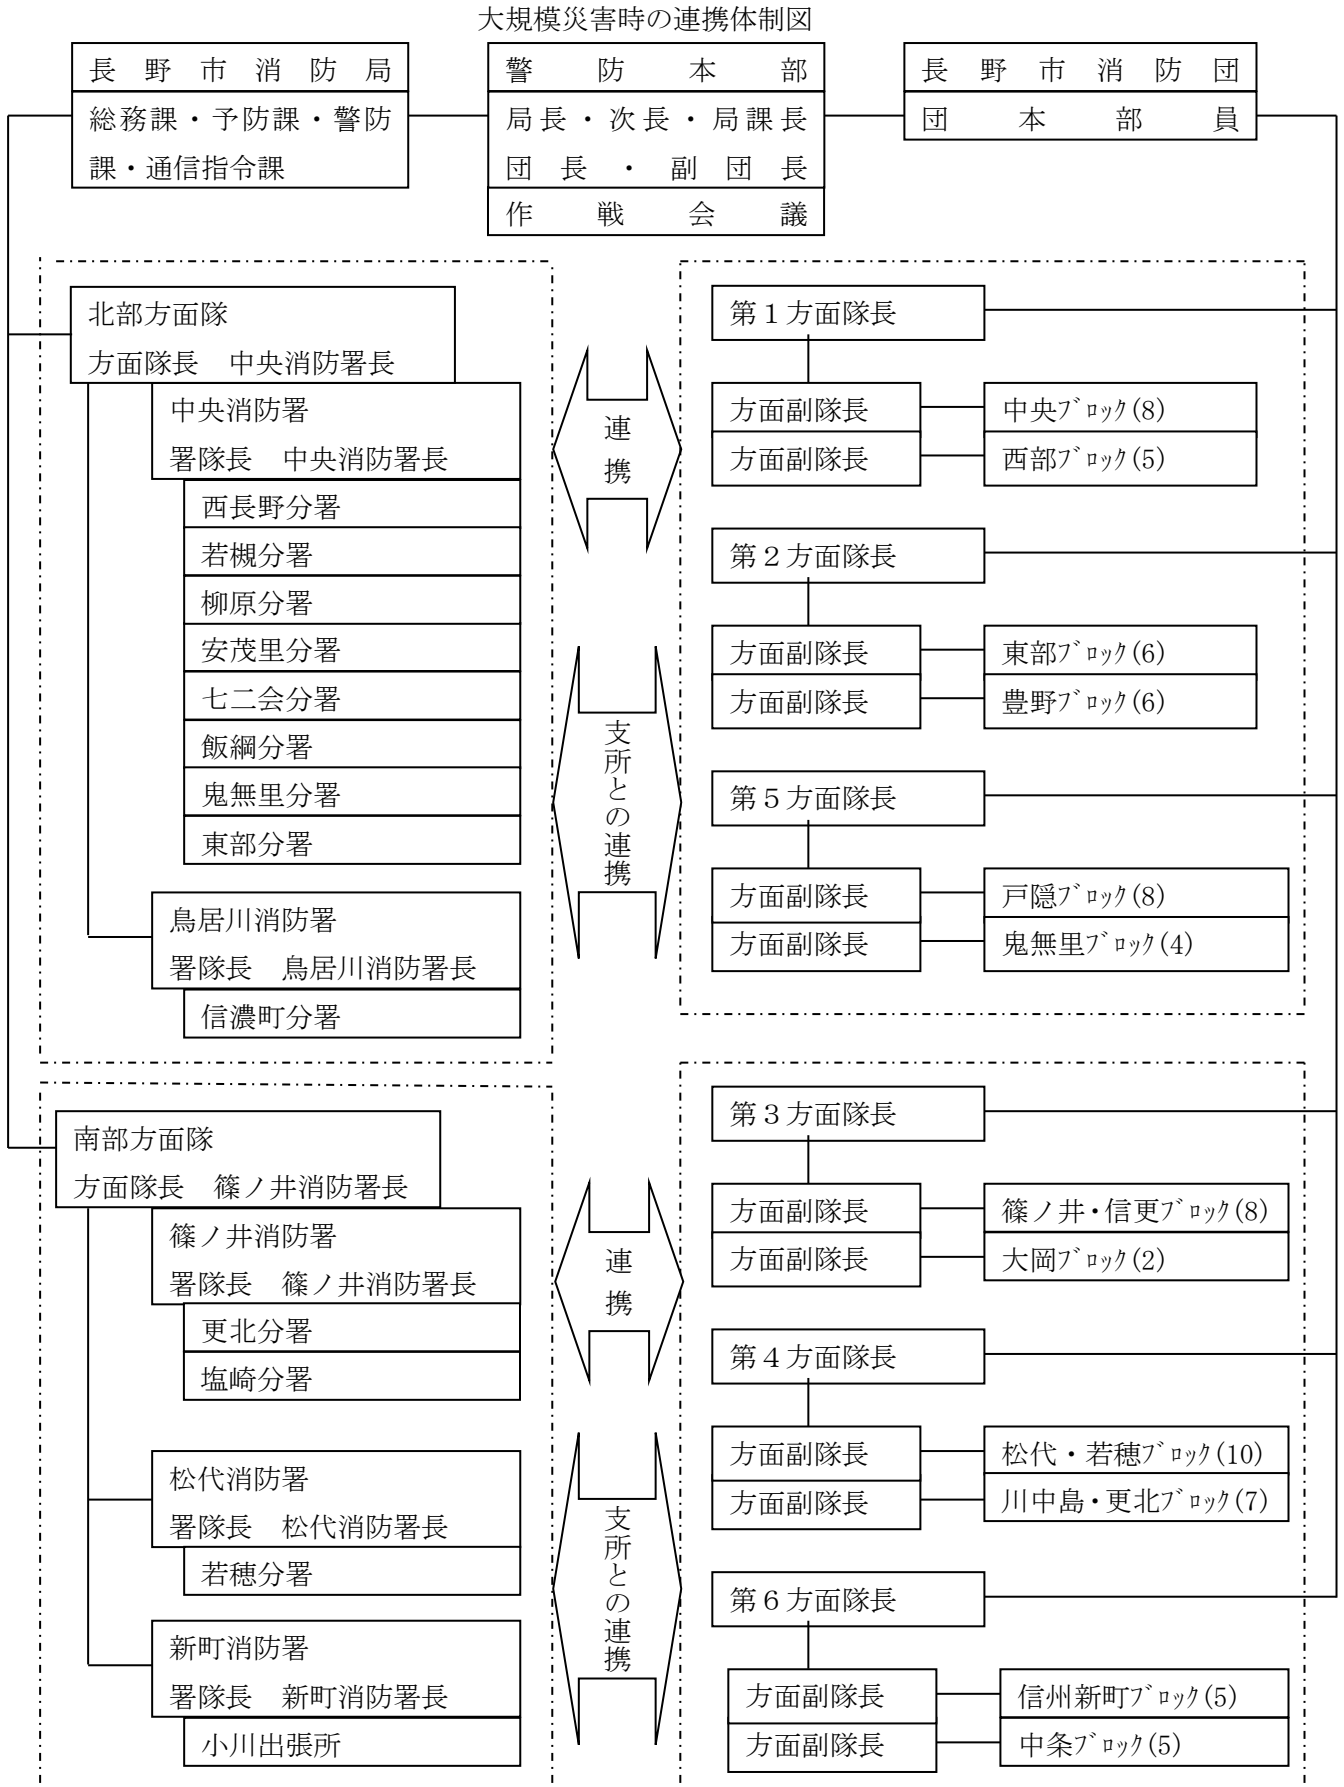 大規模災害時の連携体制図
長野市消防局
総務課・予防課・警防
課・通信指令課
警防本部
局長・次長・局課長
団長・副団長
作戦会議
長野市消防団
団本部員
北部方面隊
方面隊長　中央消防署長
中央消防署
署隊長　中央消防署長
西長野分署
若槻分署
柳原分署
安茂里分署
七二会分署
飯綱分署
鬼無里分署
東部分署
鳥居川消防署
署隊長　鳥居川消防署長
信濃町分署
連携
支所との連携
第１方面隊長
方面副隊長
中央ﾌﾞﾛｯｸ(8)
方面副隊長
西部ﾌﾞﾛｯｸ(5)
第２方面隊長
方面副隊長
東部ﾌﾞﾛｯｸ(6)
方面副隊長
豊野ﾌﾞﾛｯｸ(6)
第５方面隊長
方面副隊長
戸隠ﾌﾞﾛｯｸ(8)
方面副隊長
鬼無里ﾌﾞﾛｯｸ(4)
南部方面隊
方面隊長　篠ノ井消防署長
篠ノ井消防署
署隊長　篠ノ井消防署長
更北分署
塩崎分署
松代消防署
署隊長　松代消防署長
若穂分署
新町消防署
署隊長　新町消防署長
小川出張所
連携
支所との連携
第３方面隊長
方面副隊長
篠ノ井・信更ﾌﾞﾛｯｸ(8)
方面副隊長
大岡ﾌﾞﾛｯｸ(2)
第４方面隊長
方面副隊長
松代・若穂ﾌﾞﾛｯｸ(10)
方面副隊長
川中島・更北ﾌﾞﾛｯｸ(7)
第６方面隊長
方面副隊長
信州新町ﾌﾞﾛｯｸ(5)
方面副隊長
中条ﾌﾞﾛｯｸ(5)